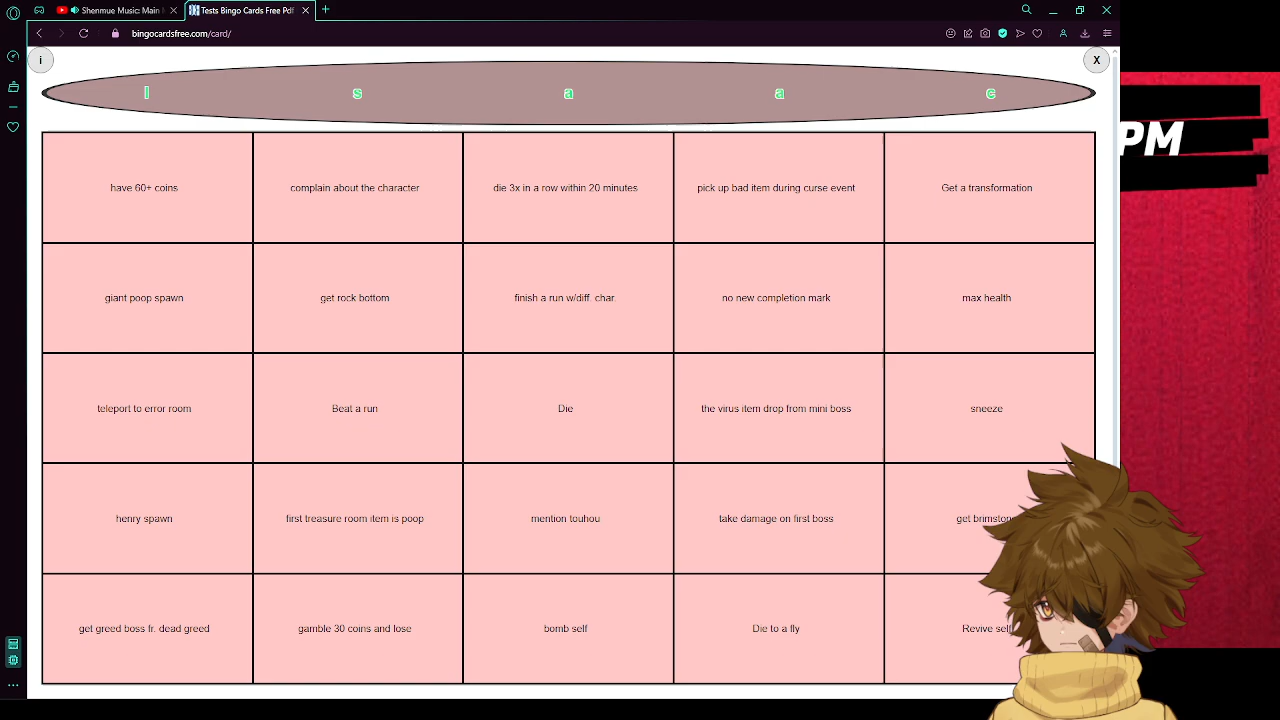 Shenmue Music: Main
Tests Bingo Cards Free Pdf
bingocardsfree.com/card/
i
X
I s a a c
PM
have 60+ coins
complain about the character
die 3x in a row within 20 minutes
pick up bad item during curse event
Get a transformation
giant poop spawn
get rock bottom
finish a run w/diff. char.
no new completion mark
max health
teleport to error room
Beat a run
Die
the virus item drop from mini boss
sneeze
henry spawn
first treasure room item is poop
mention touhou
take damage on first boss
get brimstone
get greed boss fr. dead greed
gamble 30 coins and lose
bomb self
Die to a fly
Revive self